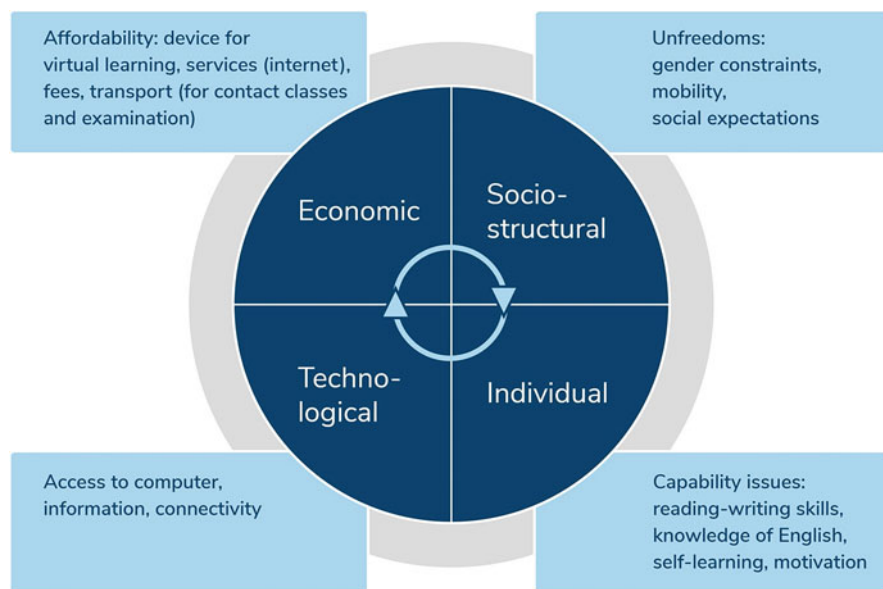 Affordability: device for
virtual learning, services (internet),
fees, transport (for contact classes
and examination)
Unfreedoms:
gender constraints,
mobility,
social expectations
Economic
Socio-
structural
Techno-
logical
Individual
Access to computer,
information, connectivity
Capability issues:
reading-writing skills,
knowledge of English,
self-learning, motivation